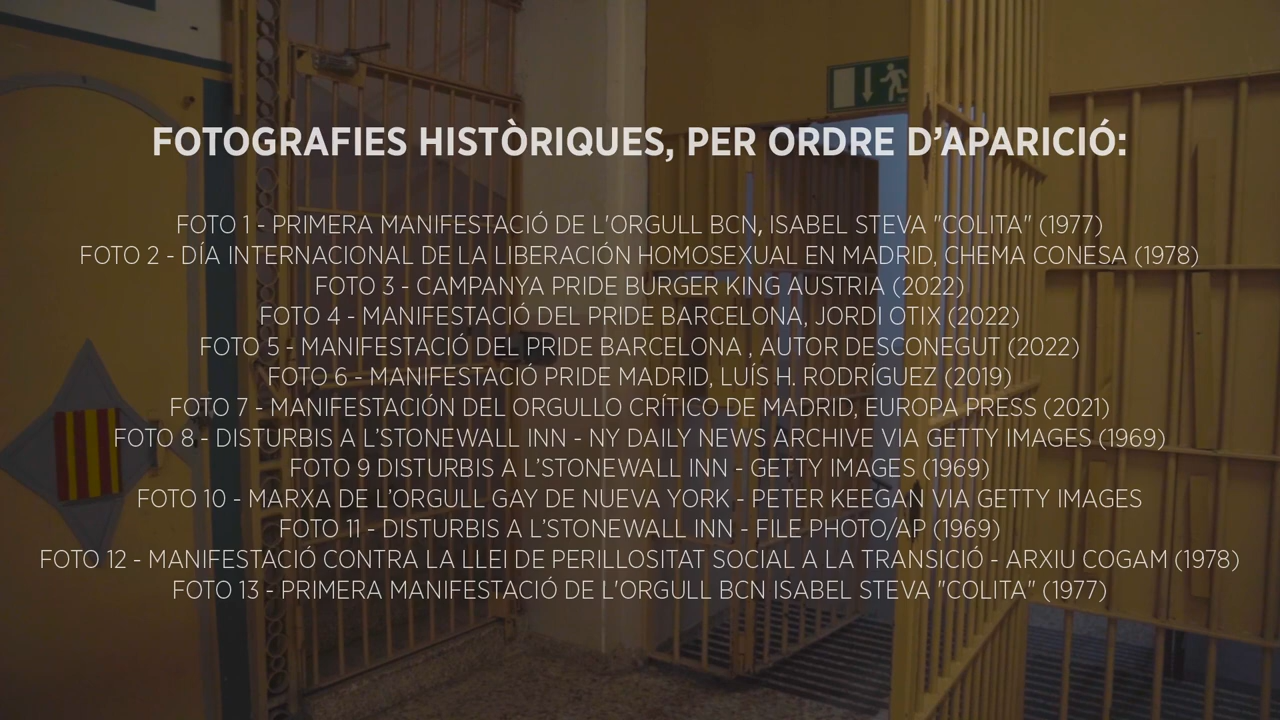 FOTOGRAFIES HISTÒRIQUES, PER ORDRE D'APARICIÓ:
FOTO 1 - PRIMERA MANIFESTACIÓ DE L'ORGULL BCN, ISABEL STEVA "COLITA" (1977)
FOTO 2 - DÍA INTERNACIONAL DE LA LIBERACIÓN HOMOSEXUAL EN MADRID, CHEMA CONESA (1978)
FOTO 3 - CAMPANYA PRIDE BURGER KING AUSTRIA (2022)
FOTO 4 - MANIFESTACIÓ DEL PRIDE BARCELONA, JORDI OTIX (2022)
FOTO 5 - MANIFESTACIÓ DEL PRIDE BARCELONA , AUTOR DESCONEGUT (2022)
FOTO 6 - MANIFESTACIÓ PRIDE MADRID, LUÍS H. RODRÍGUEZ (2019)
FOTO 7 - MANIFESTACIÓN DEL ORGULLO CRÍTICO DE MADRID, EUROPA PRESS (2021)
FOTO 8 - DISTURBIS A L'STONEWALL INN - NY DAILY NEWS ARCHIVE VIA GETTY IMAGES (1969)
FOTO 9 DISTURBIS A L'STONEWALL INN - GETTY IMAGES (1969)
FOTO 10 - MARXA DE L'ORGULL GAY DE NUEVA YORK - PETER KEEGAN VIA GETTY IMAGES
FOTO 11 - DISTURBIS A L'STONEWALL INN - FILE PHOTO/AP (1969)
FOTO 12 - MANIFESTACIÓ CONTRA LA LLEI DE PERILLOSITAT SOCIAL A LA TRANSICIÓ - ARXIU COGAM (1978)
FOTO 13 - PRIMERA MANIFESTACIÓ DE L'ORGULL BCN ISABEL STEVA "COLITA" (1977)